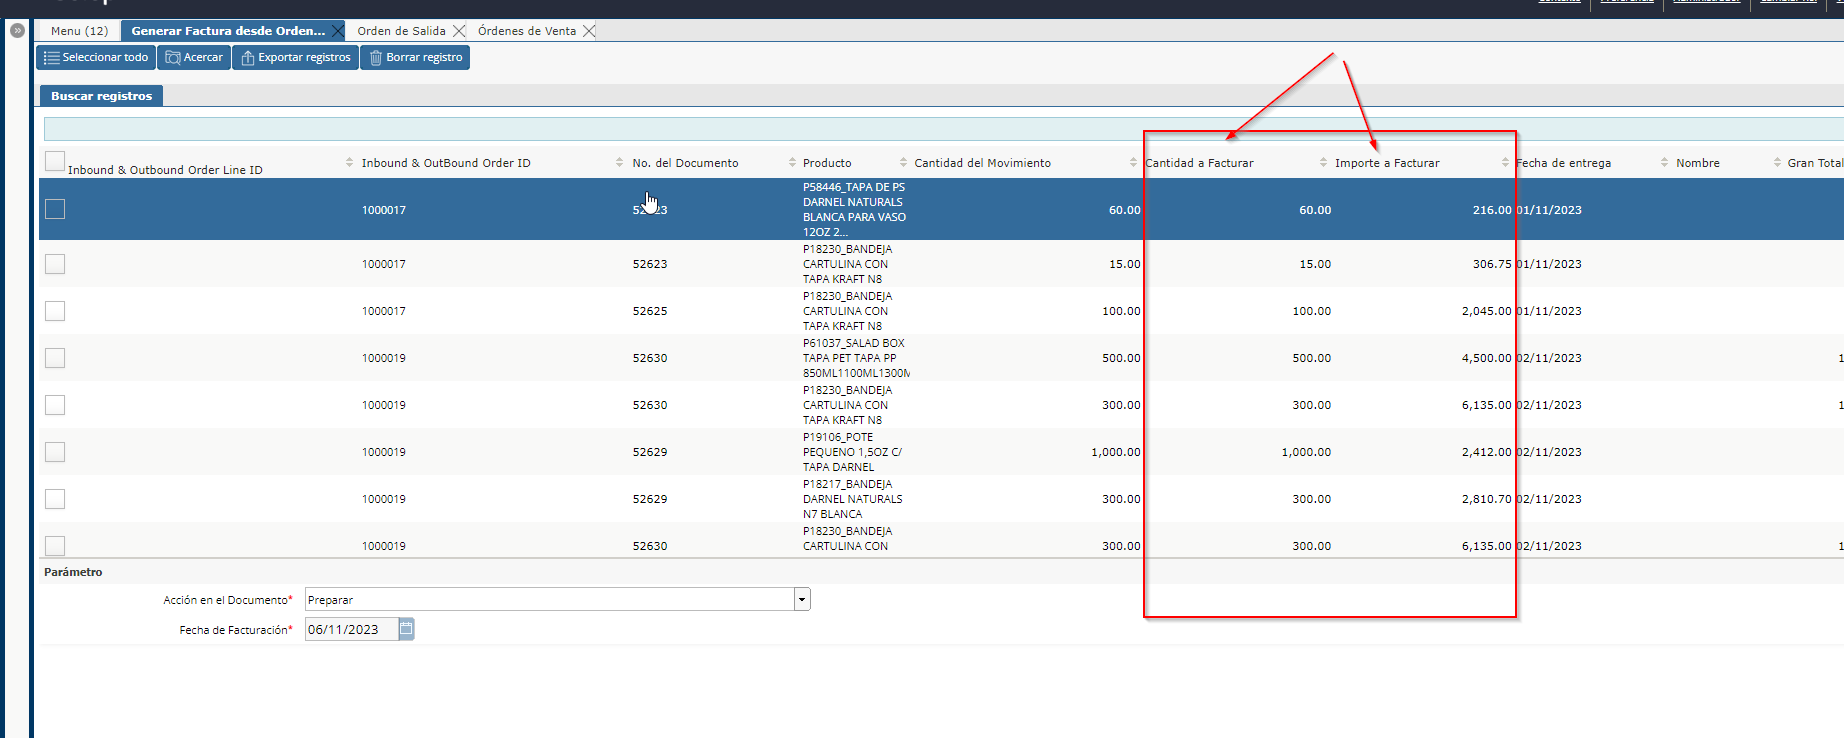 Menu (12) Generar Factura desde Orden... Orden de Salida Órdenes de Venta
Seleccionar todo Acercar Exportar registros Borrar registro
Buscar registros
Inbound & Outbound Order Line ID Inbound & OutBound Order ID No. del Documento Producto Cantidad del Movimiento Cantidad a Facturar Importe a Facturar Fecha de entrega Nombre Gran Total
P58446_TAPA DE PS
DARNEL NATURALS
1000017 BLANCA PARA VASO 60.00 60.00 216.00 01/11/2023
12OZ 2...
P18230_BANDEJA
1000017 52623 CARTULINA CON 15.00 15.00 306.75 01/11/2023
TAPA KRAFT N8
P18230_BANDEJA
1000017 52625 CARTULINA CON 100.00 100.00 2,045.00 01/11/2023
TAPA KRAFT N8
P61037_SALAD BOX
1000019 52630 TAPA PET TAPA PP 500.00 500.00 4,500.00 02/11/2023 1
850ML1100ML1300M
P18230_BANDEJA
1000019 52630 CARTULINA CON 300.00 300.00 6,135.00 02/11/2023 1
TAPA KRAFT N8
P19106_POTE
1000019 52629 PEQUENO 1,5OZ C/ 1,000.00 1,000.00 2,412.00 02/11/2023
TAPA DARNEL
P18217_BANDEJA
1000019 52629 DARNEL NATURALS 300.00 300.00 2,810.70 02/11/2023
N7 BLANCA
P18230_BANDEJA
1000019 52630 CARTULINA CON 300.00 300.00 6,135.00 02/11/2023 1
Parámetro
Acción en el Documento* Preparar
Fecha de Facturación* 06/11/2023